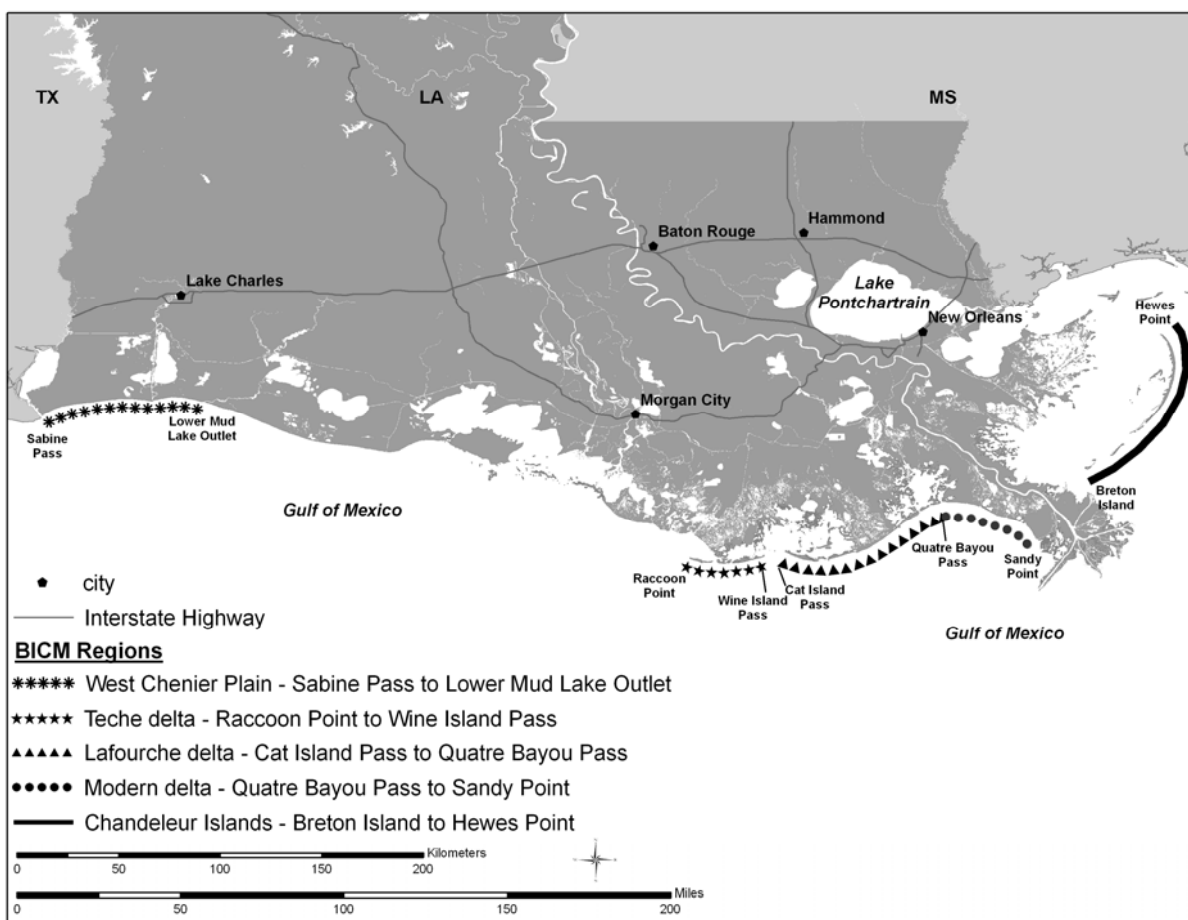 TX
LA
MS
Hammond
Baton Rouge
Lake Charles
Lake
Pontchartrain
New Orleans
Hewes
Point
Morgan City
Sabine
Pass
Lower Mud
Lake Outlet
Breton
Island
Gulf of Mexico
Raccoon
Point
Wine Island
Pass
Cat Island
Pass
Quatre Bayou
Pass
Sandy
Point
Gulf of Mexico
city
Interstate Highway
BICM Regions
West Chenier Plain - Sabine Pass to Lower Mud Lake Outlet
Teche delta - Raccoon Point to Wine Island Pass
Lafourche delta - Cat Island Pass to Quatre Bayou Pass
Modern delta - Quatre Bayou Pass to Sandy Point
Chandeleur Islands - Breton Island to Hewes Point
Kilometers
0 50 100 150 200
Miles
0 50 100 150 200